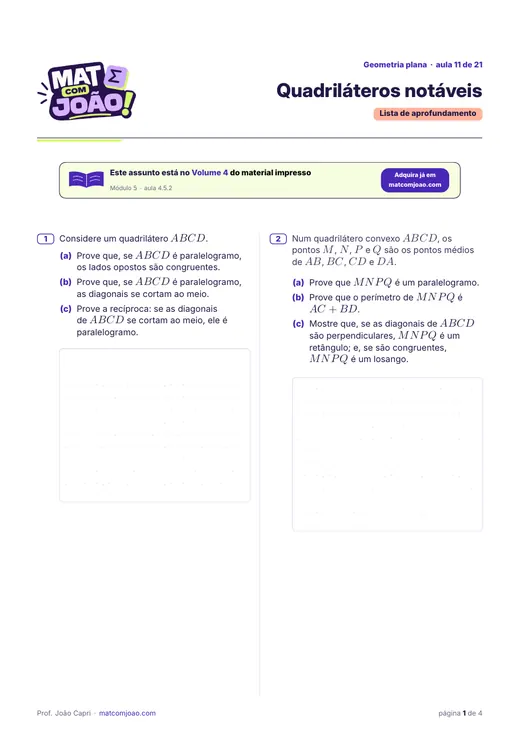 MAT Σ
COM
JOÃO!
Geometria plana · aula 11 de 21
Quadriláteros notáveis
Lista de aprofundamento
Este assunto está no Volume 4 do material impresso
Módulo 5 · aula 4.5.2
Adquira já em
matcomjoao.com
1 Considere um quadrilátero ABCD.
(a) Prove que, se ABCD é paralelogramo,
os lados opostos são congruentes.
(b) Prove que, se ABCD é paralelogramo,
as diagonais se cortam ao meio.
(c) Prove a recíproca: se as diagonais
de ABCD se cortam ao meio, ele é
paralelogramo.
2 Num quadrilátero convexo ABCD, os
pontos M, N, P e Q são os pontos médios
de AB, BC, CD e DA.
(a) Prove que MNPQ é um paralelogramo.
(b) Prove que o perímetro de MNPQ é
AC + BD.
(c) Mostre que, se as diagonais de ABCD
são perpendiculares, MNPQ é um
retângulo; e, se são congruentes,
MNPQ é um losango.
Prof. João Capri · matcomjoao.com
página 1 de 4